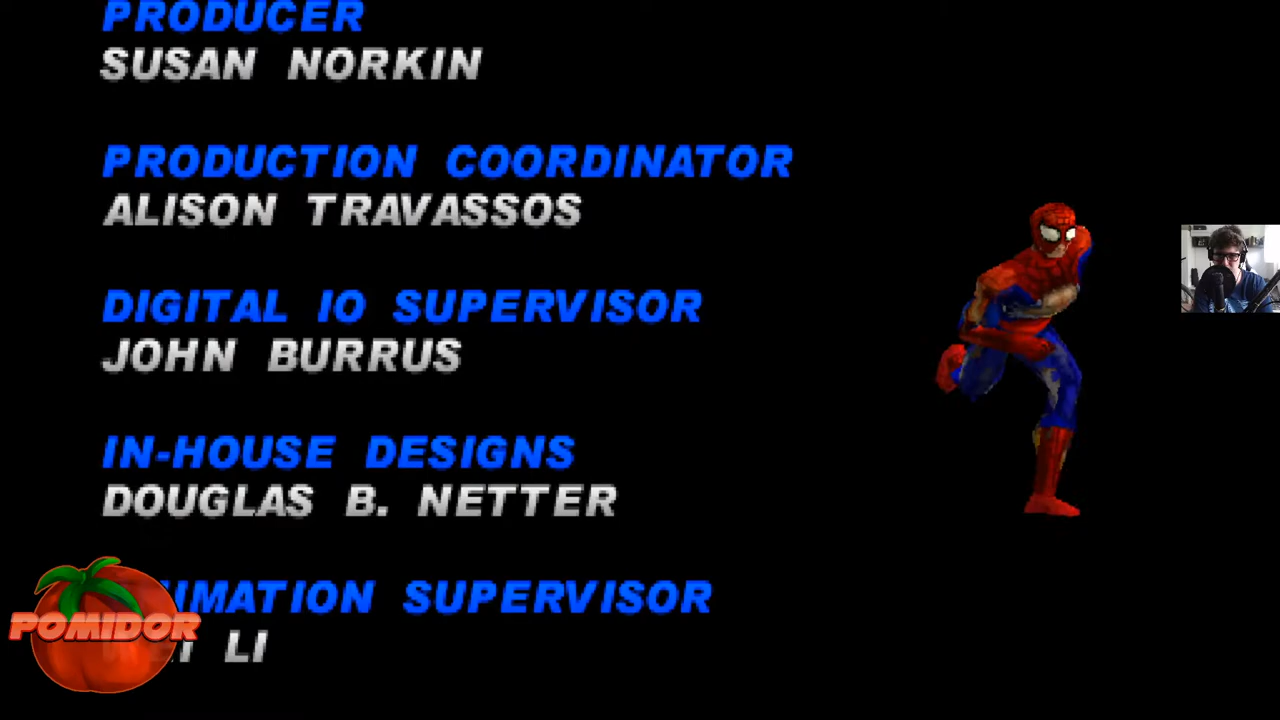 PRODUCER
SUSAN NORKIN
PRODUCTION COORDINATOR
ALISON TRAVASSOS
DIGITAL IO SUPERVISOR
JOHN BURRUS
IN-HOUSE DESIGNS
DOUGLAS B. NETTER
SUPERVISOR
LI
POMIDOR